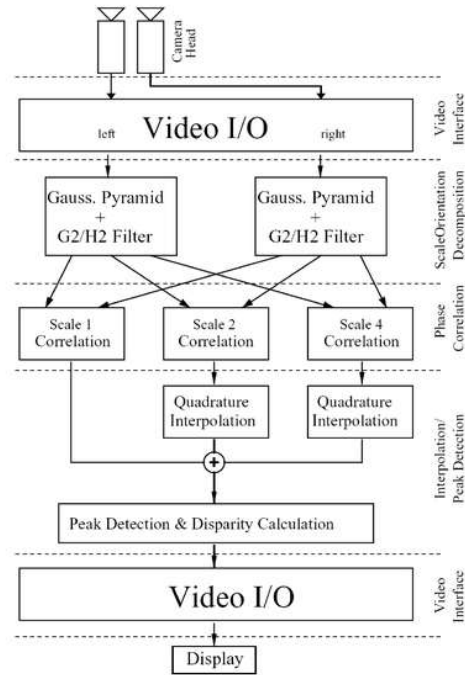 Camera
Head
Video I/O
left
right
Video
Interface
Gauss. Pyramid
+
G2/H2 Filter
Gauss. Pyramid
+
G2/H2 Filter
ScaleOrientation
Decomposition
Scale 1
Correlation
Scale 2
Correlation
Scale 4
Correlation
Phase
Correlation
Quadrature
Interpolation
Quadrature
Interpolation
+
Interpolation/
Peak Detection
Peak Detection & Disparity Calculation
Video I/O
Video
Interface
Display